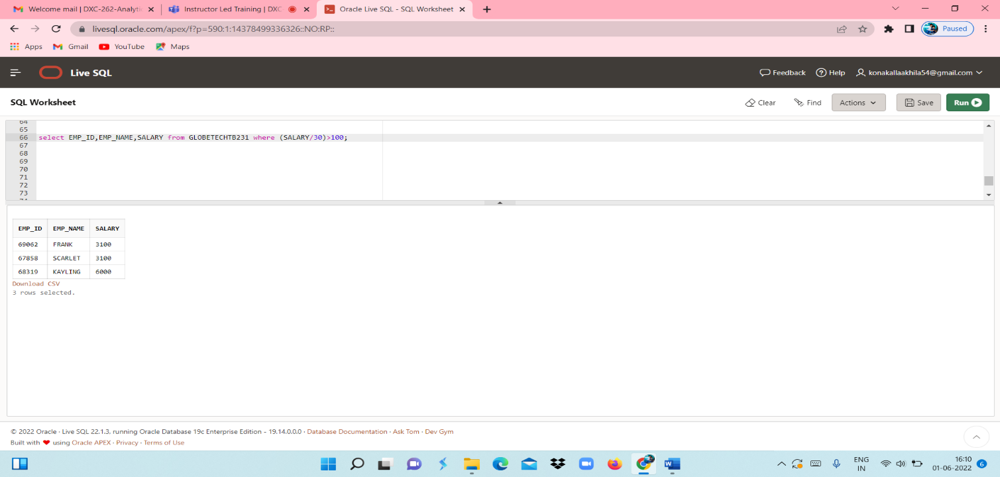 Welcome mail | DXC-262-Analyti
Instructor Led Training | DXC
Oracle Live SQL - SQL Worksheet
livesql.oracle.com/apex/f?p=590:1:14378499336326::NO:RP::
Paused
Apps
Gmail
YouTube
Maps
Live SQL
Feedback
Help
konakallaakhila54@gmail.com
SQL Worksheet
Clear
Find
Actions
Save
Run
64
65
66 select EMP_ID,EMP_NAME,SALARY from GLOBETECHTB231 where (SALARY/30)>100;
67
68
69
70
71
72
73
EMP_ID EMP_NAME SALARY
69062 FRANK 3100
67858 SCARLET 3100
68319 KAYLING 6000
Download CSV
3 rows selected.
© 2022 Oracle · Live SQL 22.1.3, running Oracle Database 19c Enterprise Edition - 19.14.0.0.0 · Database Documentation · Ask Tom · Dev Gym
Built with ❤ using Oracle APEX · Privacy · Terms of Use
ENG
IN
16:10
01-06-2022
6